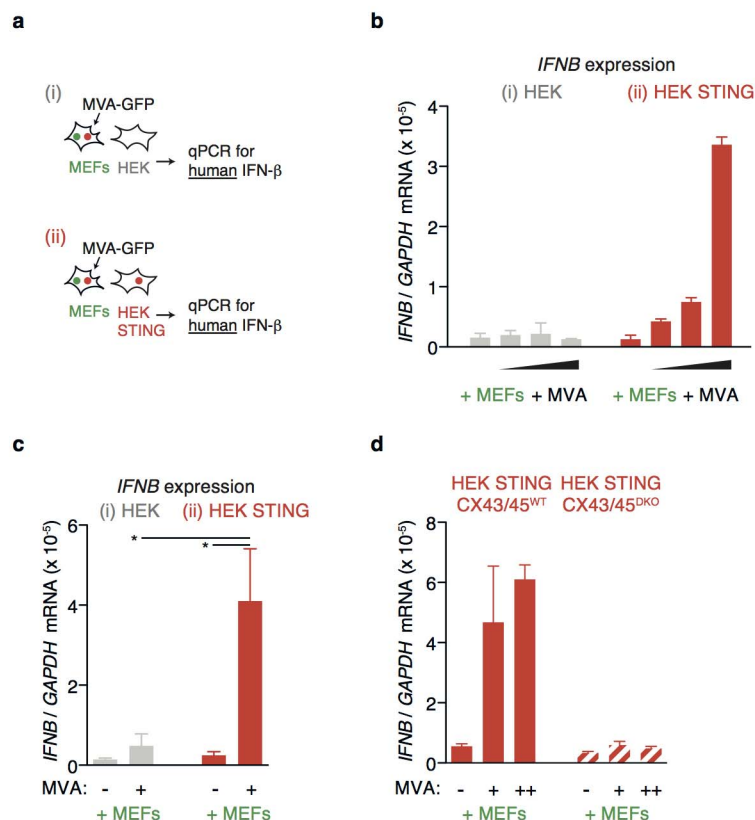 a
(i)
MVA-GFP
MEFs HEK
qPCR for
human IFN-β
(ii)
MVA-GFP
MEFs HEK
STING
qPCR for
human IFN-β
b
IFNB expression
(i) HEK (ii) HEK STING
IFNB / GAPDH mRNA (x 10⁻⁵)
4
3
2
1
0
+ MEFs + MVA + MEFs + MVA
c
IFNB expression
(i) HEK (ii) HEK STING
IFNB / GAPDH mRNA (x 10⁻⁵)
6
4
2
0
*
*
MVA: - + - +
+ MEFs + MEFs
d
HEK STING HEK STING
CX43/45ᵂᵀ CX43/45ᴰᴷᴼ
IFNB / GAPDH mRNA (x 10⁻⁵)
8
6
4
2
0
MVA: - + ++ - + ++
+ MEFs + MEFs